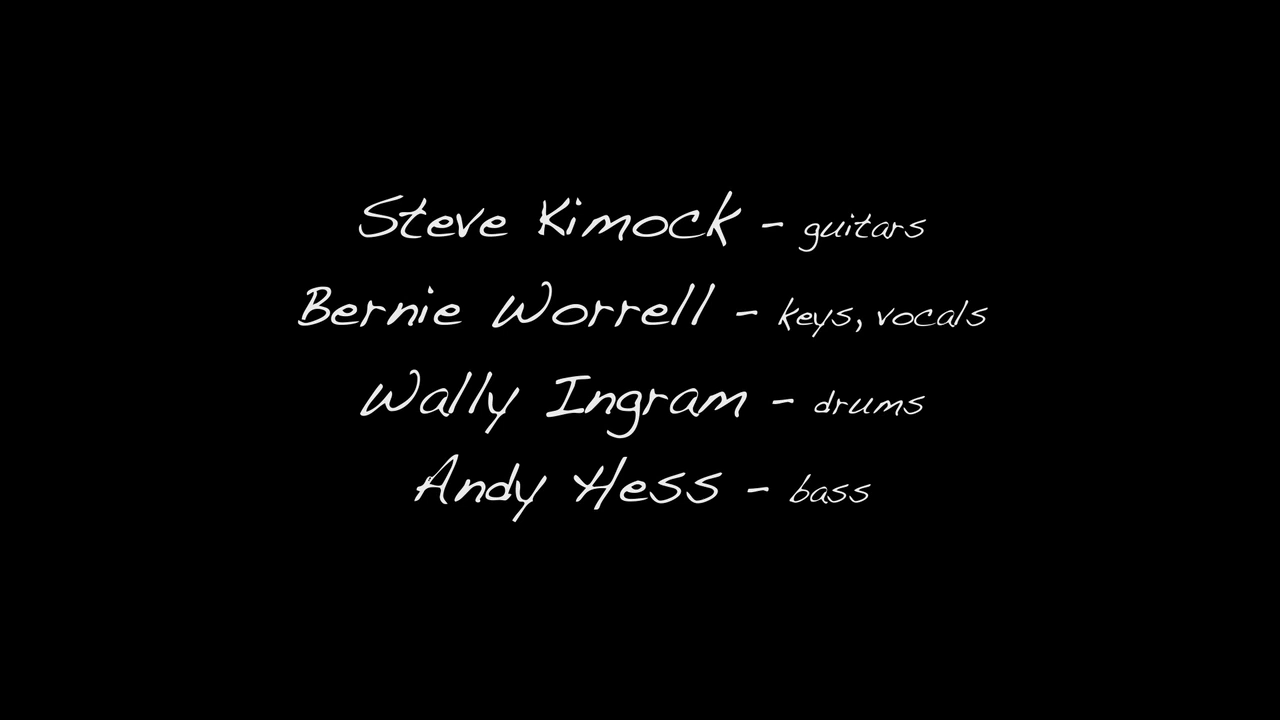 Steve Kimock - guitars
Bernie Worrell - keys, vocals
Wally Ingram - drums
Andy Hess - bass